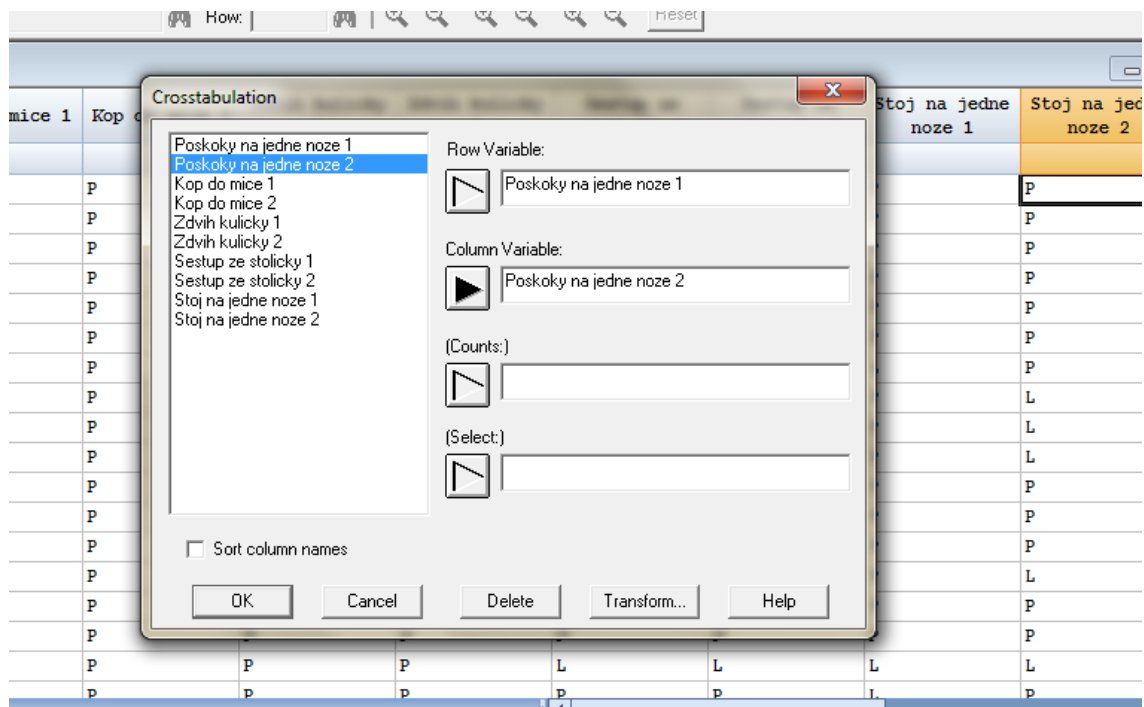 Row:
Reset
Crosstabulation
mice 1
Kop
Stoj na jedne
noze 1
Stoj na jed
noze 2
Poskoky na jedne noze 1
Poskoky na jedne noze 2
Kop do mice 1
Kop do mice 2
Zdvih kulicky 1
Zdvih kulicky 2
Sestup ze stolicky 1
Sestup ze stolicky 2
Stoj na jedne noze 1
Stoj na jedne noze 2
Row Variable:
Poskoky na jedne noze 1
Column Variable:
Poskoky na jedne noze 2
(Counts:)
(Select:)
Sort column names
OK Cancel Delete Transform... Help
P P
P P
P P
P P
P P
P P
P P
P L
P L
P L
P P
P P
P P
P L
P P
P P
P P P L L L L
P P P P P L P